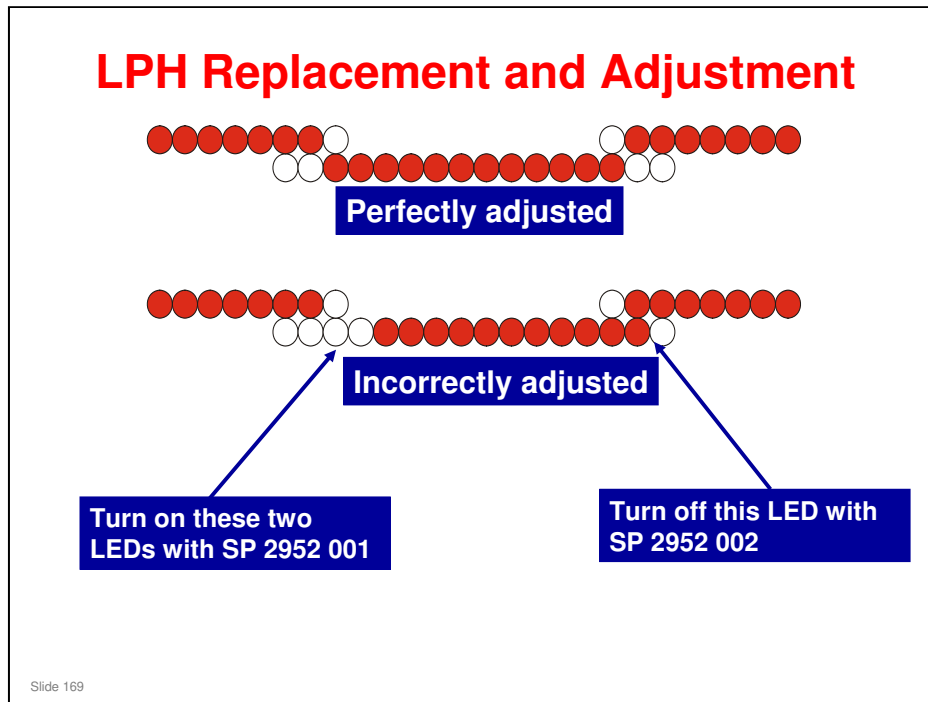 LPH Replacement and Adjustment
Perfectly adjusted
Incorrectly adjusted
Turn on these two
LEDs with SP 2952 001
Turn off this LED with
SP 2952 002
Slide 169